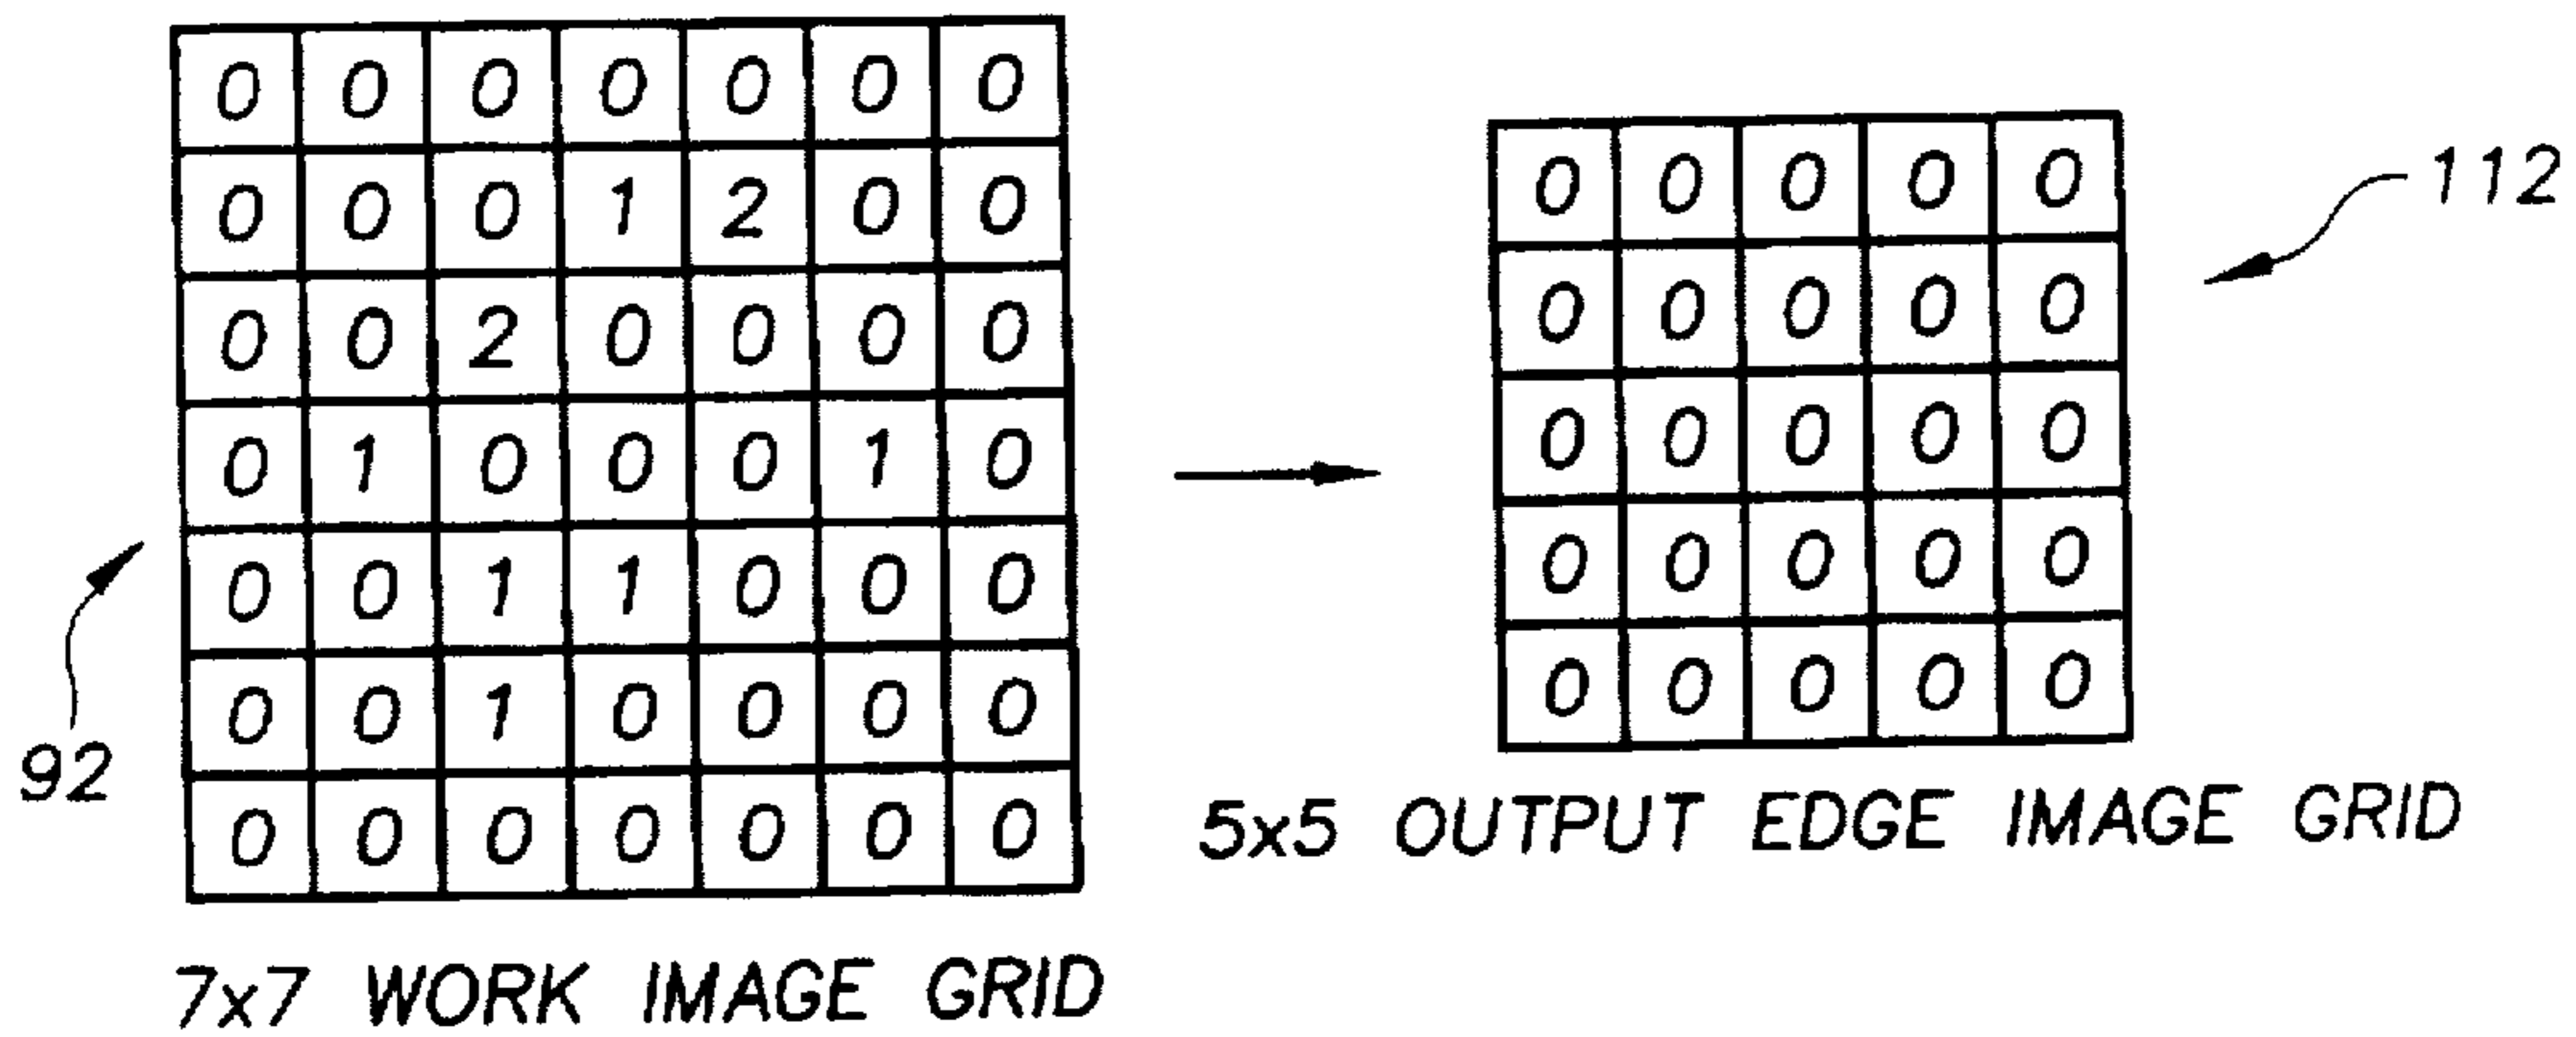 0 0 0 0 0 0 0
0 0 0 1 2 0 0
0 0 2 0 0 0 0
0 1 0 0 0 1 0
0 0 1 1 0 0 0
0 0 1 0 0 0 0
0 0 0 0 0 0 0
92
7x7 WORK IMAGE GRID
0 0 0 0 0
0 0 0 0 0
0 0 0 0 0
0 0 0 0 0
0 0 0 0 0
112
5x5 OUTPUT EDGE IMAGE GRID